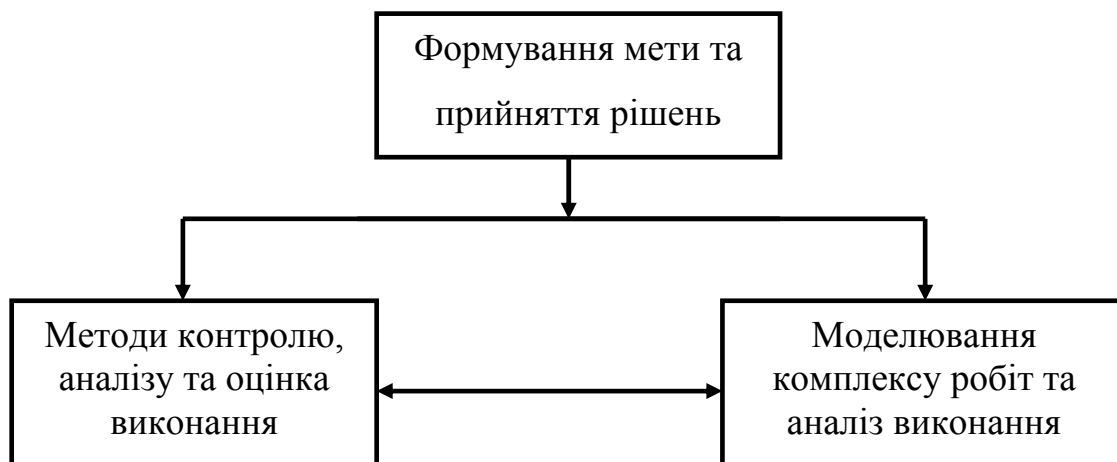 Формування мети та
прийняття рішень
Методи контролю,
аналізу та оцінка
виконання
Моделювання
комплексу робіт та
аналіз виконання